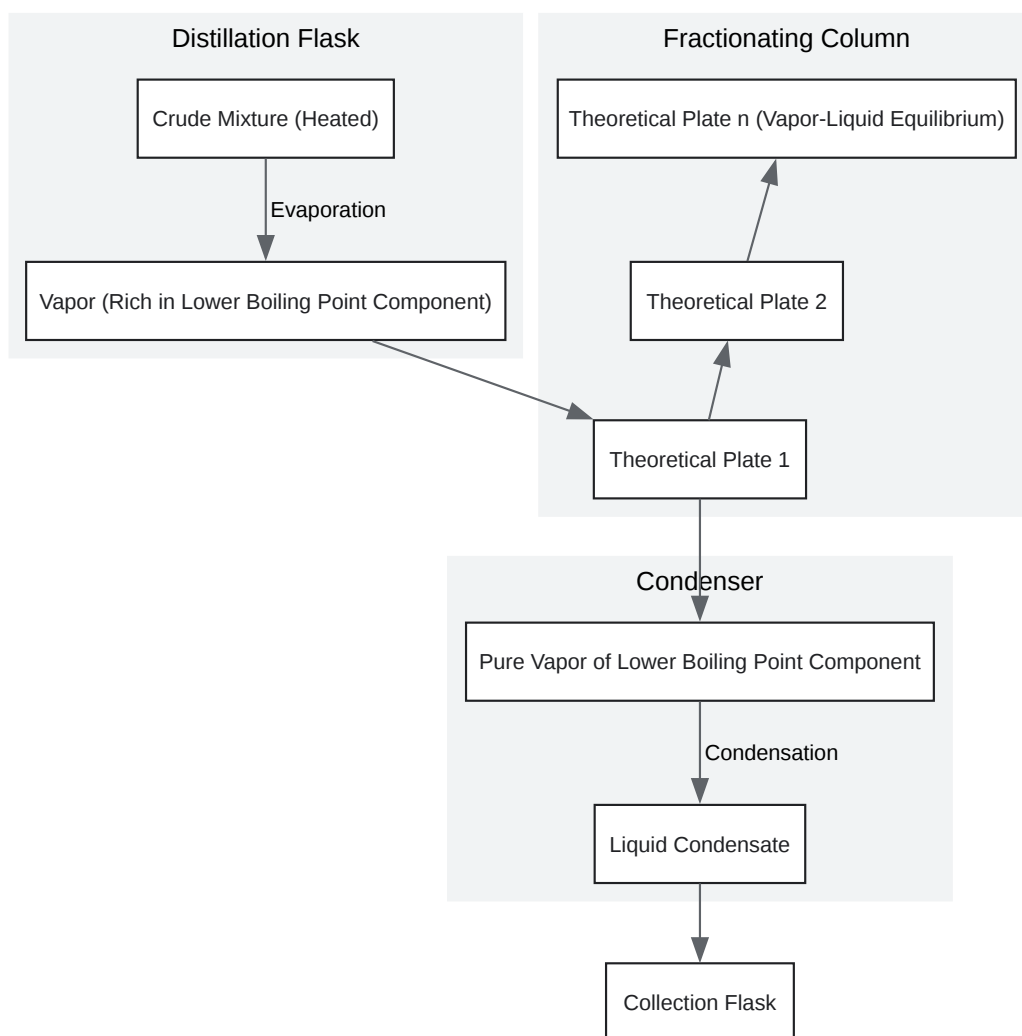 Distillation Flask
Crude Mixture (Heated)
Evaporation
Vapor (Rich in Lower Boiling Point Component)
Fractionating Column
Theoretical Plate n (Vapor-Liquid Equilibrium)
Theoretical Plate 2
Theoretical Plate 1
Condenser
Pure Vapor of Lower Boiling Point Component
Condensation
Liquid Condensate
Collection Flask